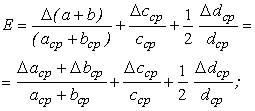 E = Δ(a+b)/(a_cp + b_cp) + Δc_cp/c_cp + 1/2 Δd_cp/d_cp =
= (Δa_cp + Δb_cp)/(a_cp + b_cp) + Δc_cp/c_cp + 1/2 Δd_cp/d_cp;